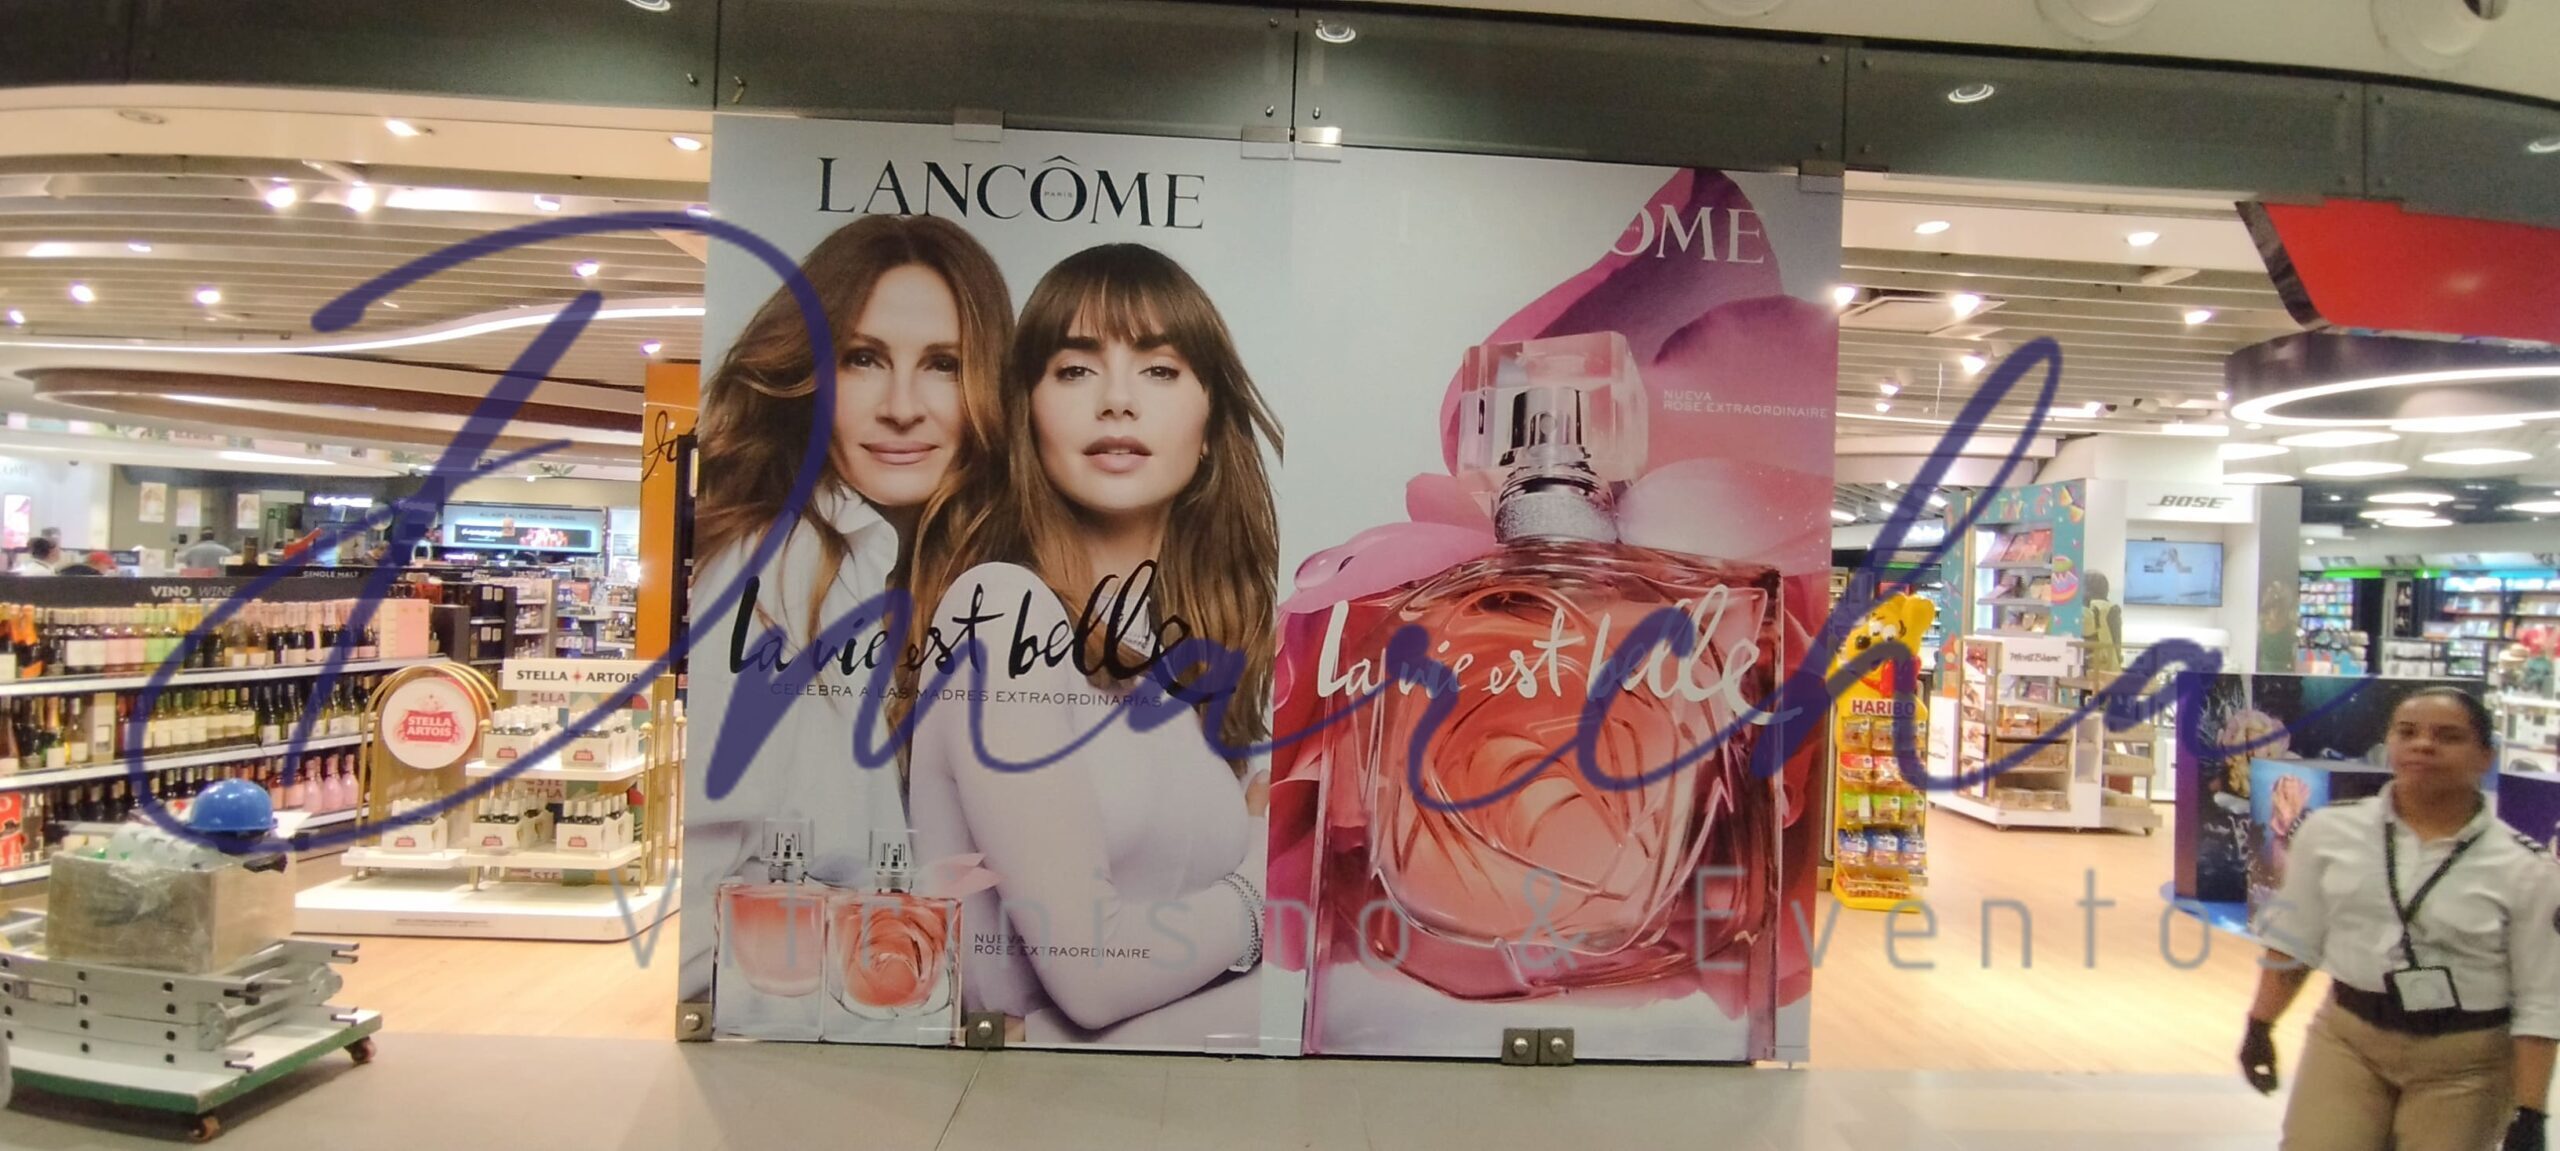 LANCÔME
PARIS
La vie est belle
CELEBRA A LAS MADRES EXTRAORDINARIAS
NUEVA
ROSE EXTRAORDINAIRE
ÔME
NUEVA
ROSE EXTRAORDINAIRE
La vie est belle
Dmarcha
Vitrinismo & Eventos
VINO WINE
SINGLE MALT
STELLA ARTOIS
STELLA
ARTOIS
HARIBO
BOSE